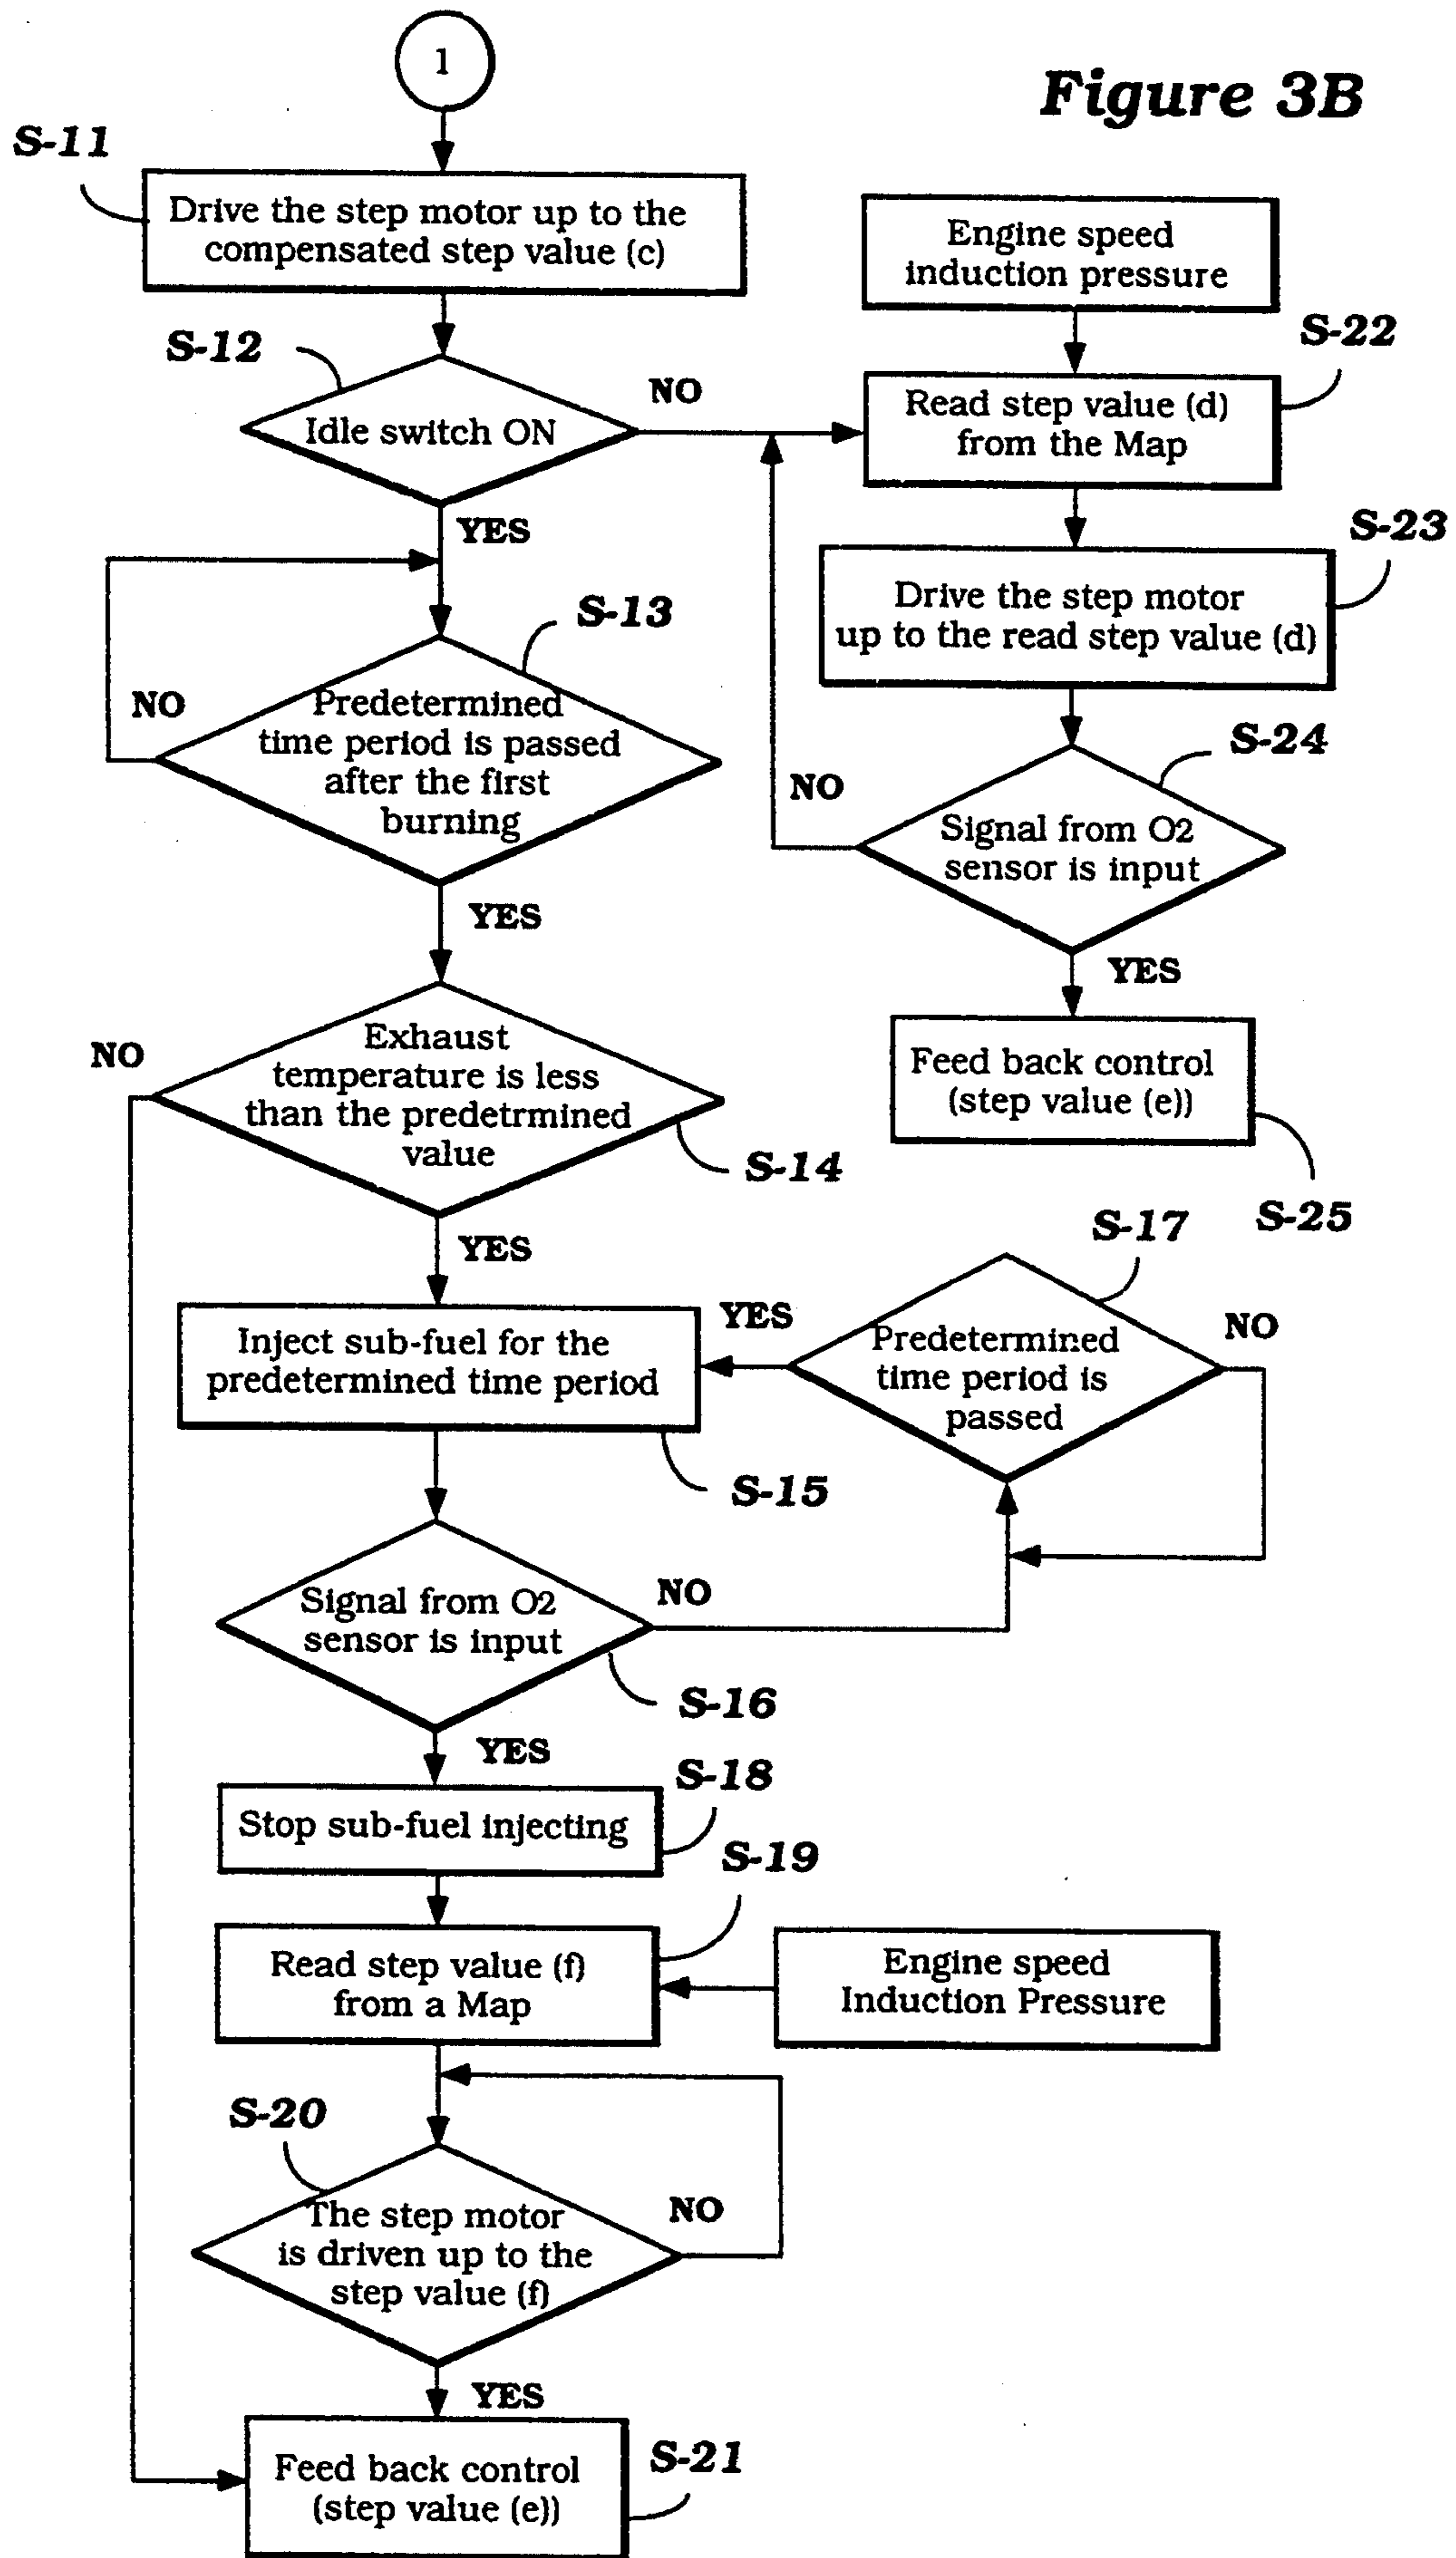 1
Figure 3B
S-11
Drive the step motor up to the
compensated step value (c)
Engine speed
induction pressure
S-12
Idle switch ON
NO
YES
S-22
Read step value (d)
from the Map
S-23
Drive the step motor
up to the read step value (d)
S-13
Predetermined
time period is passed
after the first
burning
NO
YES
S-24
Signal from O2
sensor is input
NO
YES
Feed back control
(step value (e))
S-25
Exhaust
temperature is less
than the predetrmined
value
NO
S-14
YES
S-17
Predetermined
time period is
passed
YES
NO
Inject sub-fuel for the
predetermined time period
S-15
Signal from O2
sensor is input
NO
S-16
YES
S-18
Stop sub-fuel injecting
S-19
Read step value (f)
from a Map
Engine speed
Induction Pressure
S-20
The step motor
is driven up to the
step value (f)
NO
YES
Feed back control
(step value (e))
S-21